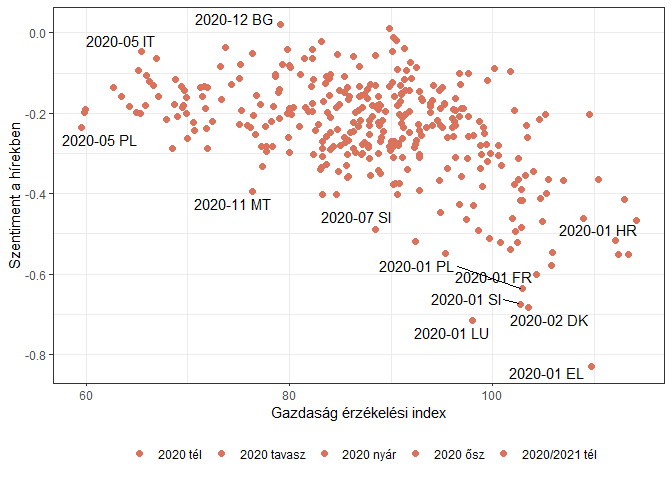 2020-12 BG
2020-05 IT
2020-05 PL
2020-11 MT
2020-07 SI
2020-01 HR
2020-01 PL
2020-01 FR
2020-01 SI
2020-02 DK
2020-01 LU
2020-01 EL
0.0
-0.2
-0.4
-0.6
-0.8
Szentiment a hírekben
60 80 100
Gazdaság érzékelési index
2020 tél 2020 tavasz 2020 nyár 2020 ősz 2020/2021 tél